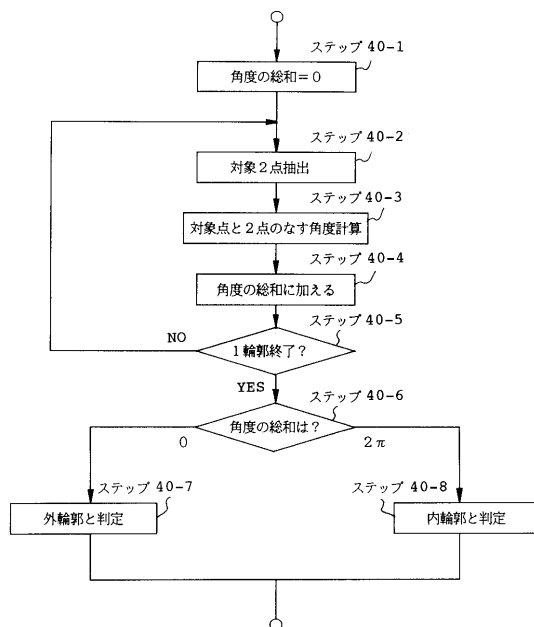 ステップ 40-1
角度の総和=0
ステップ 40-2
対象2点抽出
ステップ 40-3
対象点と2点のなす角度計算
ステップ 40-4
角度の総和に加える
ステップ 40-5
NO
1輪郭終了?
YES
ステップ 40-6
角度の総和は?
0
2π
ステップ 40-7
ステップ 40-8
外輪郭と判定
内輪郭と判定